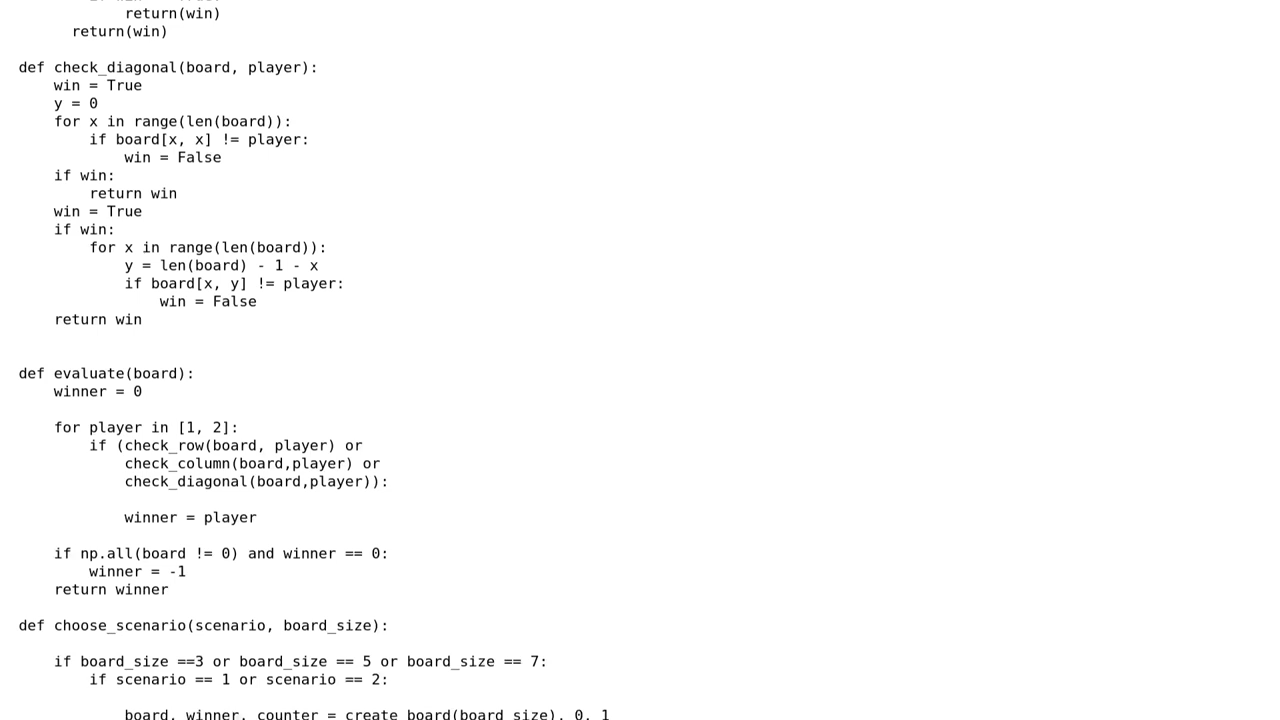 return(win)
return(win)
def check_diagonal(board, player):
win = True
y = 0
for x in range(len(board)):
if board[x, x] != player:
win = False
if win:
return win
win = True
if win:
for x in range(len(board)):
y = len(board) - 1 - x
if board[x, y] != player:
win = False
return win
def evaluate(board):
winner = 0
for player in [1, 2]:
if (check_row(board, player) or
check_column(board,player) or
check_diagonal(board,player)):
winner = player
if np.all(board != 0) and winner == 0:
winner = -1
return winner
def choose_scenario(scenario, board_size):
if board_size ==3 or board_size == 5 or board_size == 7:
if scenario == 1 or scenario == 2:
board, winner, counter = create_board(board_size), 0, 1